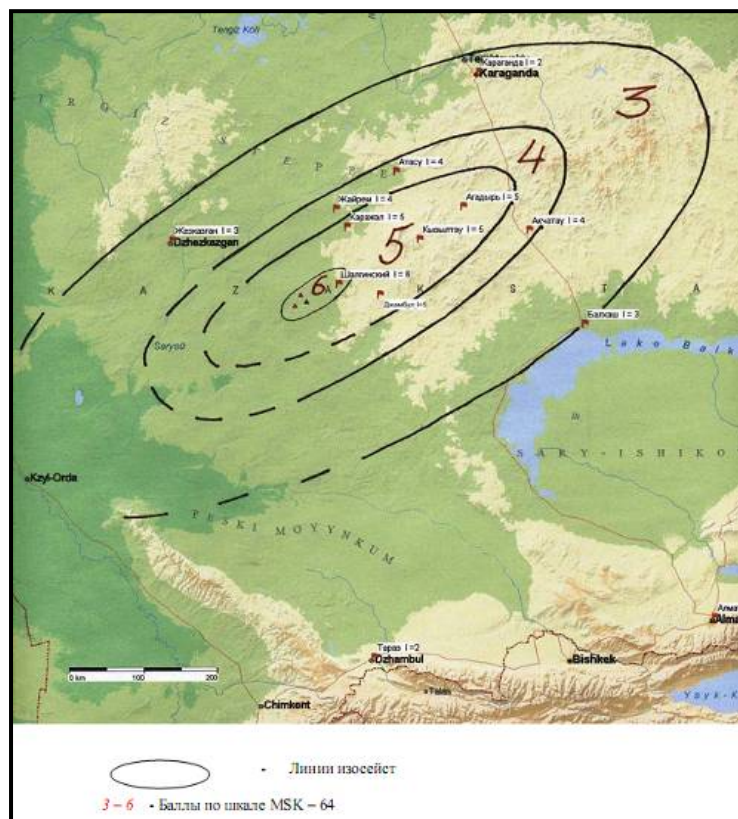 Tengiz Köli
Караганда I = 2
Karaganda
3
T R G I Z S T E P P E
4
Атасу I = 4
Жайрем I = 4
Агадырь I = 5
Каражал I = 5
Акчатау I = 4
Жезказган I = 3
Кызылтау I = 5
Dzhezkazgan
5
Шалгинский I = 6
K A Z A K S T A
6
Джамбул I = 5
Балхаш I = 3
Sarysū
Lake Balk
SARY-ISHIKO
Kzyl-Orda
PESKI MOYYNKUM
Алма
Alma
Тараз I = 2
Dzhambul
Bishkek
0 km 100 200
Talas
Ysyk-K
Chimkent
- Линии изосейст
3 – 6 - Баллы по шкале MSK – 64